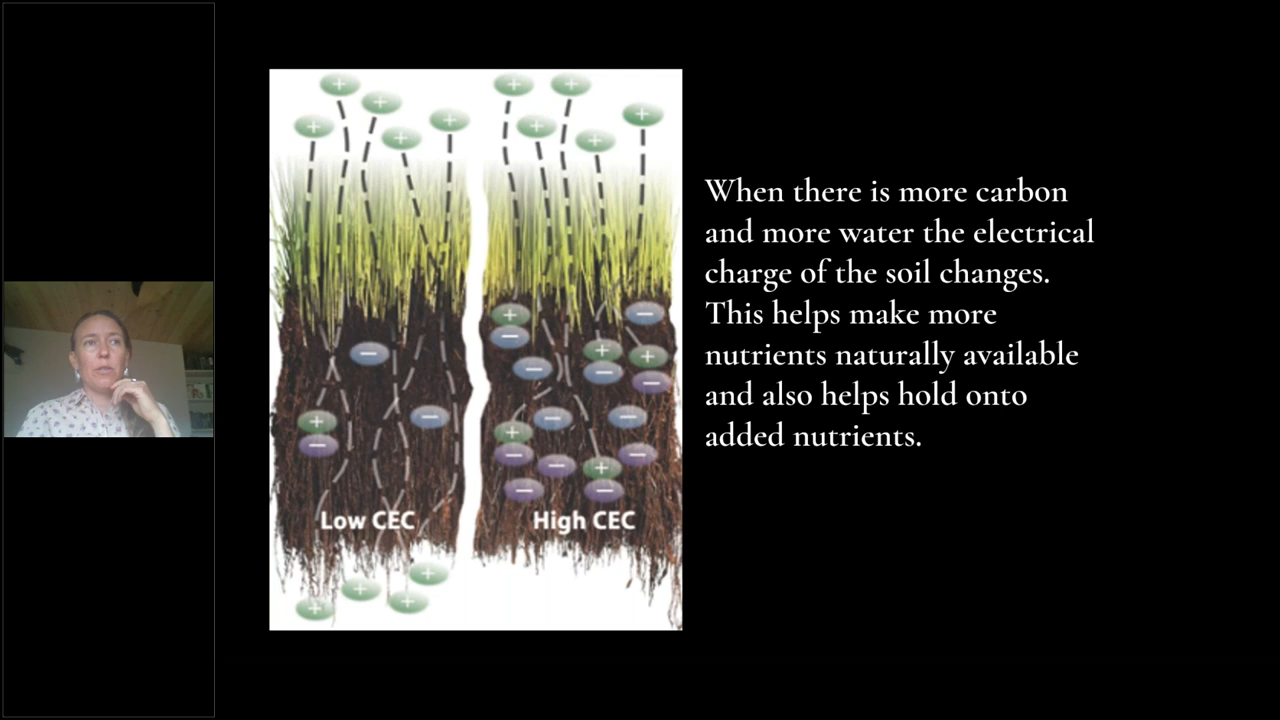 Low CEC
High CEC
When there is more carbon
and more water the electrical
charge of the soil changes.
This helps make more
nutrients naturally available
and also helps hold onto
added nutrients.